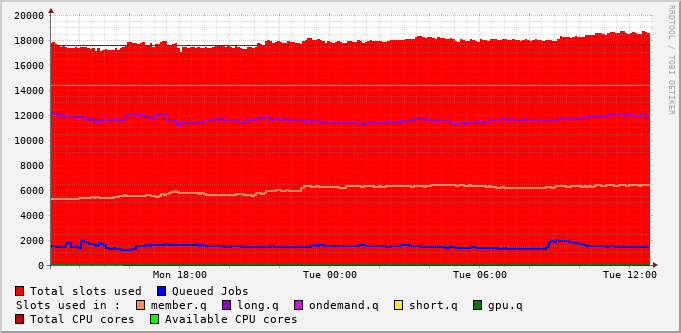 20000
18000
16000
14000
12000
10000
8000
6000
4000
2000
0
Mon 18:00 Tue 00:00 Tue 06:00 Tue 12:00
RRDTOOL / TOBI OETIKER
Total slots used Queued Jobs
Slots used in : member.q long.q ondemand.q short.q gpu.q
Total CPU cores Available CPU cores